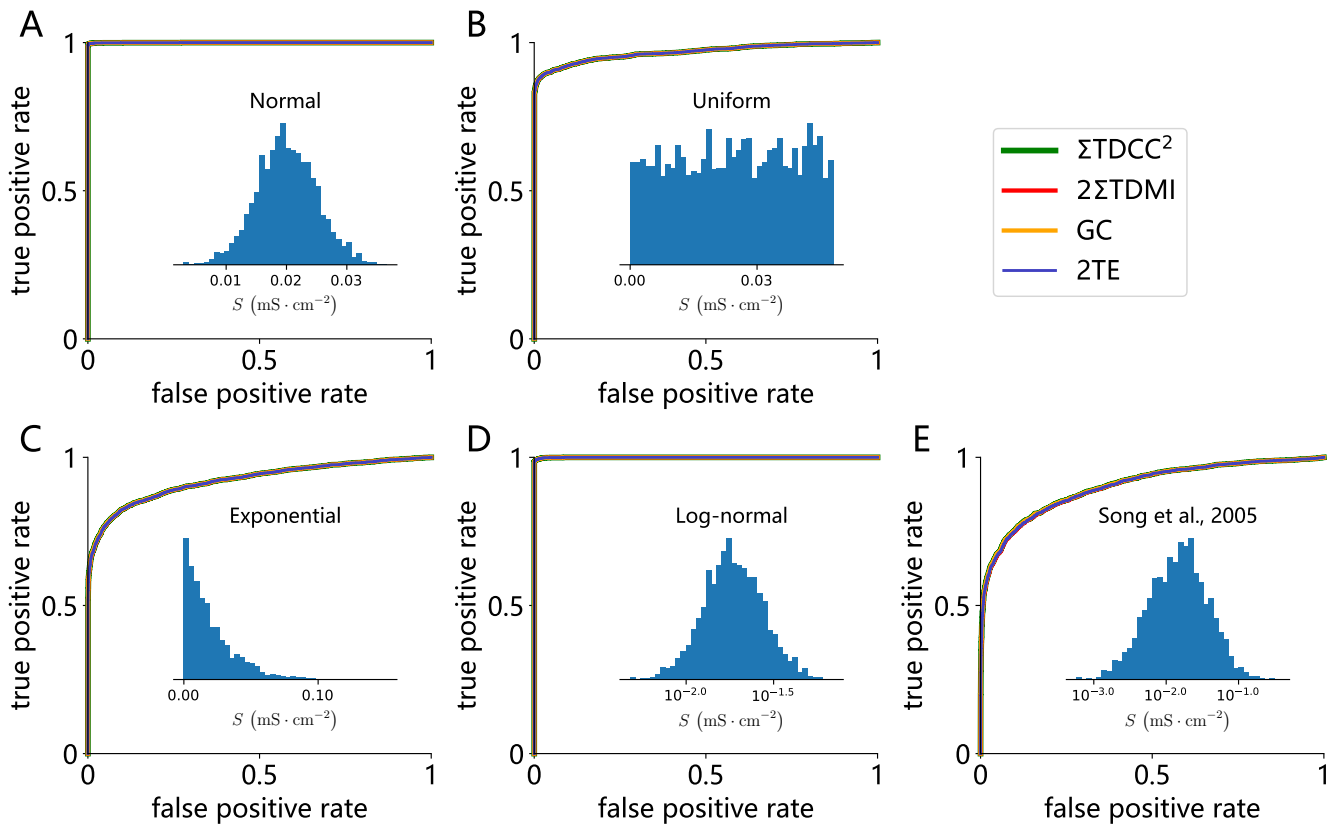 A
1
0.5
0
true positive rate
Normal
0.01 0.02 0.03
S (mS · cm⁻²)
0 0.5 1
false positive rate
B
1
0.5
0
true positive rate
Uniform
0.00 0.03
S (mS · cm⁻²)
0 0.5 1
false positive rate
ΣTDCC²
2ΣTDMI
GC
2TE
C
1
0.5
0
true positive rate
Exponential
0.00 0.10
S (mS · cm⁻²)
0 0.5 1
false positive rate
D
1
0.5
0
true positive rate
Log-normal
10⁻²·⁰ 10⁻¹·⁵
S (mS · cm⁻²)
0 0.5 1
false positive rate
E
1
0.5
0
true positive rate
Song et al., 2005
10⁻³·⁰ 10⁻²·⁰ 10⁻¹·⁰
S (mS · cm⁻²)
0 0.5 1
false positive rate